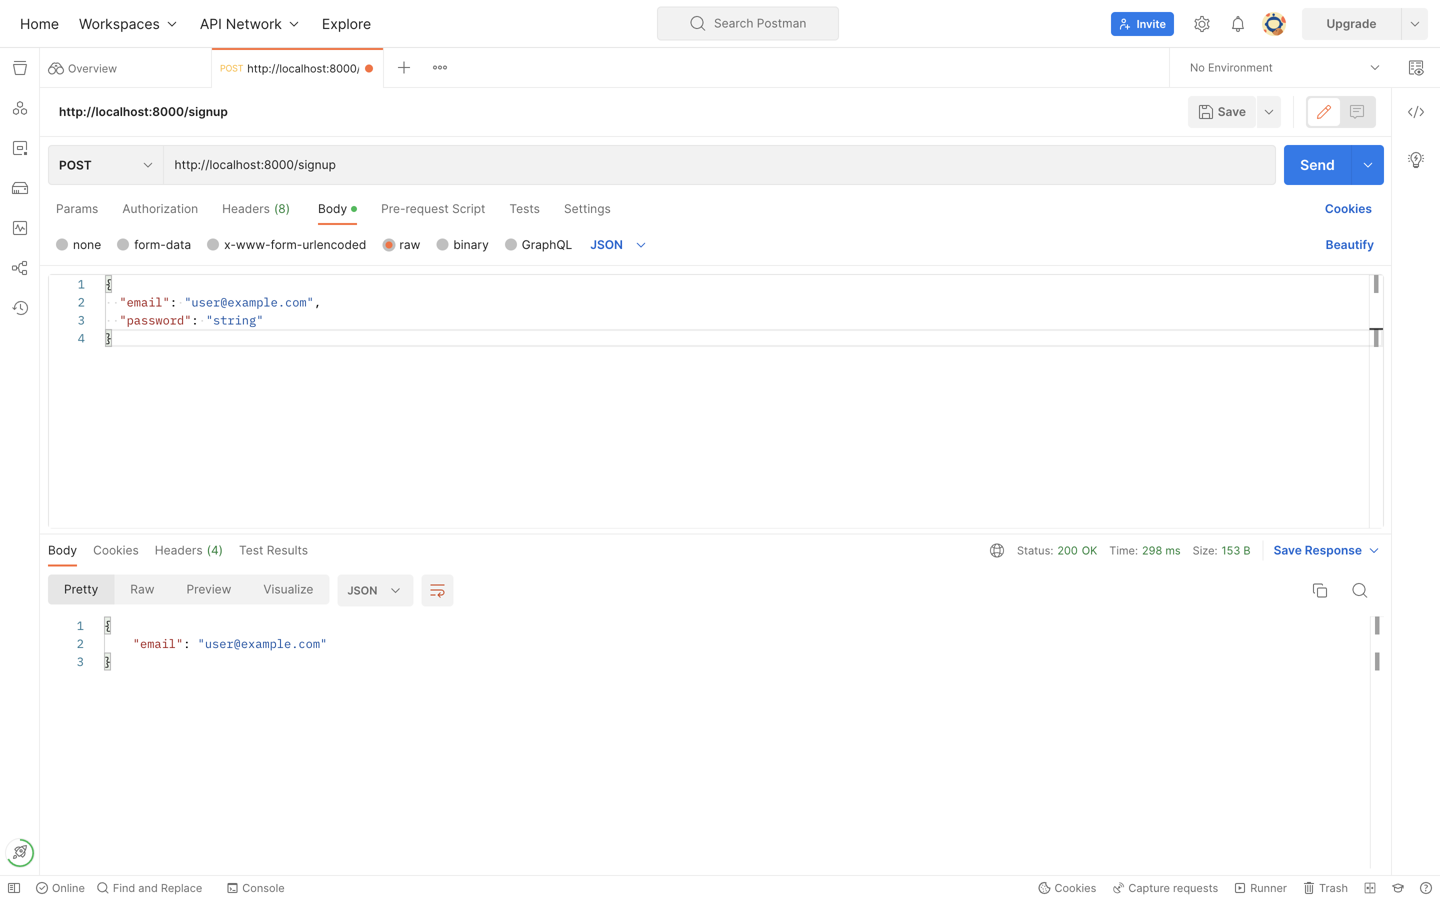 Home Workspaces API Network Explore Search Postman Invite Upgrade
Overview POST http://localhost:8000/ No Environment
http://localhost:8000/signup Save
POST http://localhost:8000/signup Send
Params Authorization Headers (8) Body Pre-request Script Tests Settings Cookies
none form-data x-www-form-urlencoded raw binary GraphQL JSON Beautify
1 {
2 "email": "user@example.com",
3 "password": "string"
4 }
Body Cookies Headers (4) Test Results Status: 200 OK Time: 298 ms Size: 153 B Save Response
Pretty Raw Preview Visualize JSON
1 {
2 "email": "user@example.com"
3 }
Online Find and Replace Console Cookies Capture requests Runner Trash